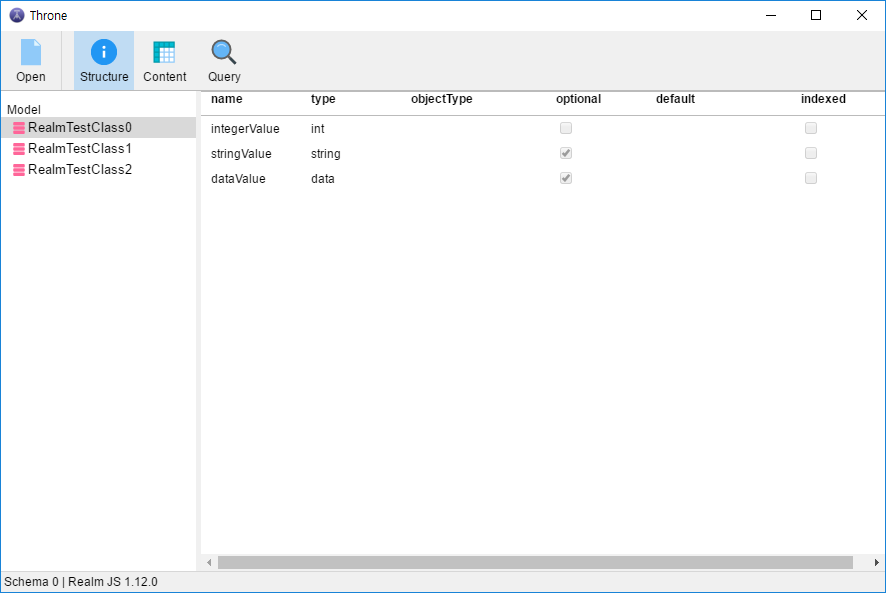 Throne
Open Structure Content Query
Model
RealmTestClass0
RealmTestClass1
RealmTestClass2
name type objectType optional default indexed
integerValue int
stringValue string
dataValue data
Schema 0 | Realm JS 1.12.0